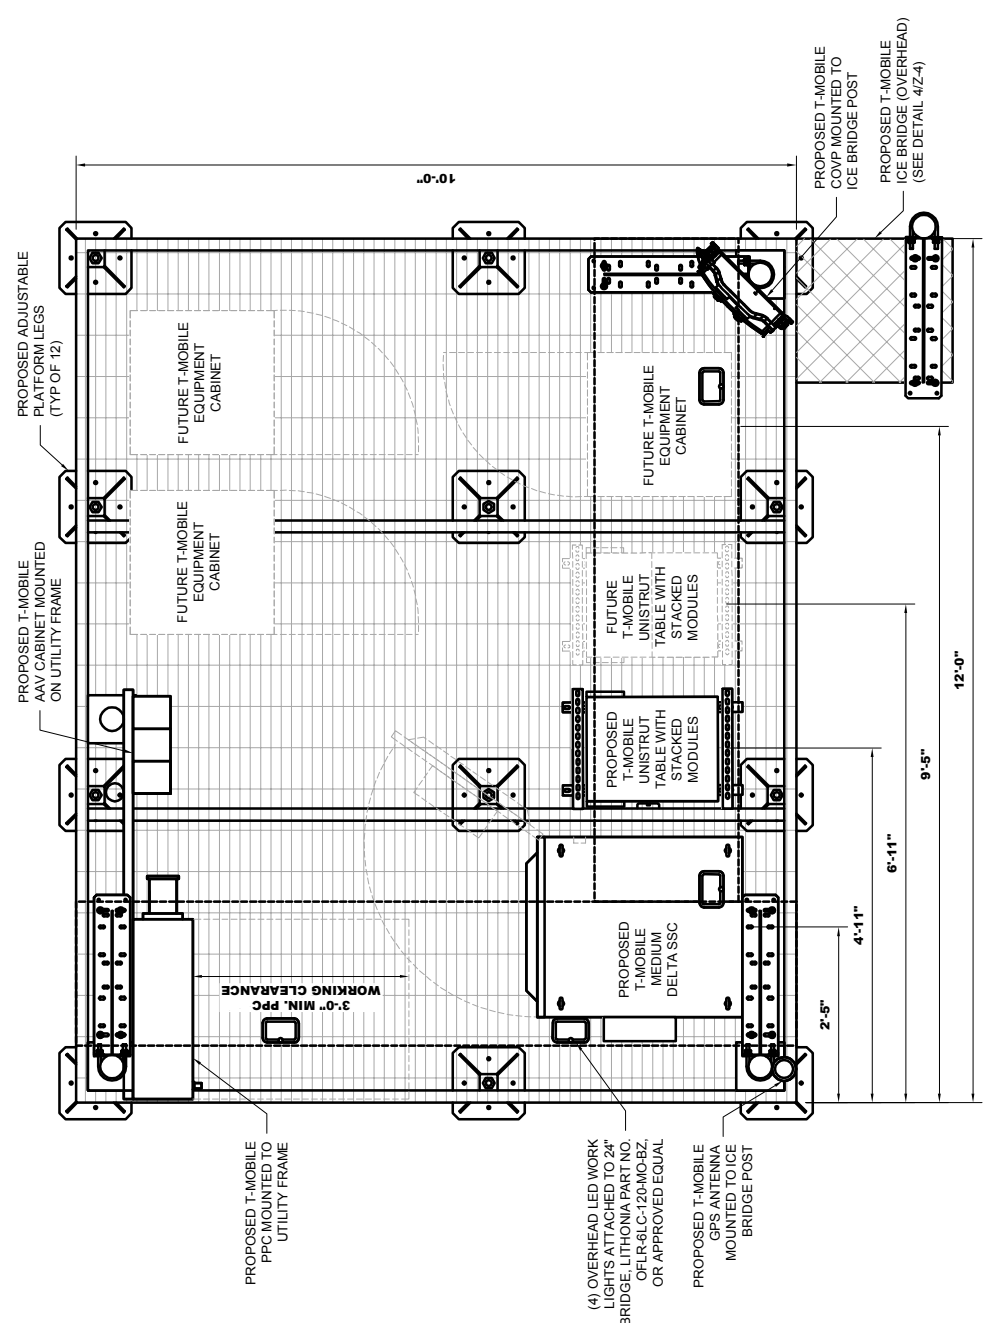 PROPOSED ADJUSTABLE
PLATFORM LEGS
(TYP OF 12)
PROPOSED T-MOBILE
AAV CABINET MOUNTED
ON UTILITY FRAME
10'-0"
PROPOSED T-MOBILE
COVP MOUNTED TO
ICE BRIDGE POST
PROPOSED T-MOBILE
ICE BRIDGE (OVERHEAD)
(SEE DETAIL 4/Z-4)
FUTURE T-MOBILE
EQUIPMENT
CABINET
FUTURE T-MOBILE
EQUIPMENT
CABINET
FUTURE T-MOBILE
EQUIPMENT
CABINET
FUTURE
T-MOBILE
UNISTRUT
TABLE WITH
STACKED
MODULES
PROPOSED
T-MOBILE
UNISTRUT
TABLE WITH
STACKED
MODULES
PROPOSED
T-MOBILE
MEDIUM
DELTA SSC
3'-0" MIN. PPC
WORKING CLEARANCE
2'-5"
4'-11"
6'-11"
9'-5"
12'-0"
PROPOSED T-MOBILE
PPC MOUNTED TO
UTILITY FRAME
(4) OVERHEAD LED WORK
LIGHTS ATTACHED TO 24"
BRIDGE, LITHONIA PART NO.
OFLR-6LC-120-MO-BZ,
OR APPROVED EQUAL
PROPOSED T-MOBILE
GPS ANTENNA
MOUNTED TO ICE
BRIDGE POST